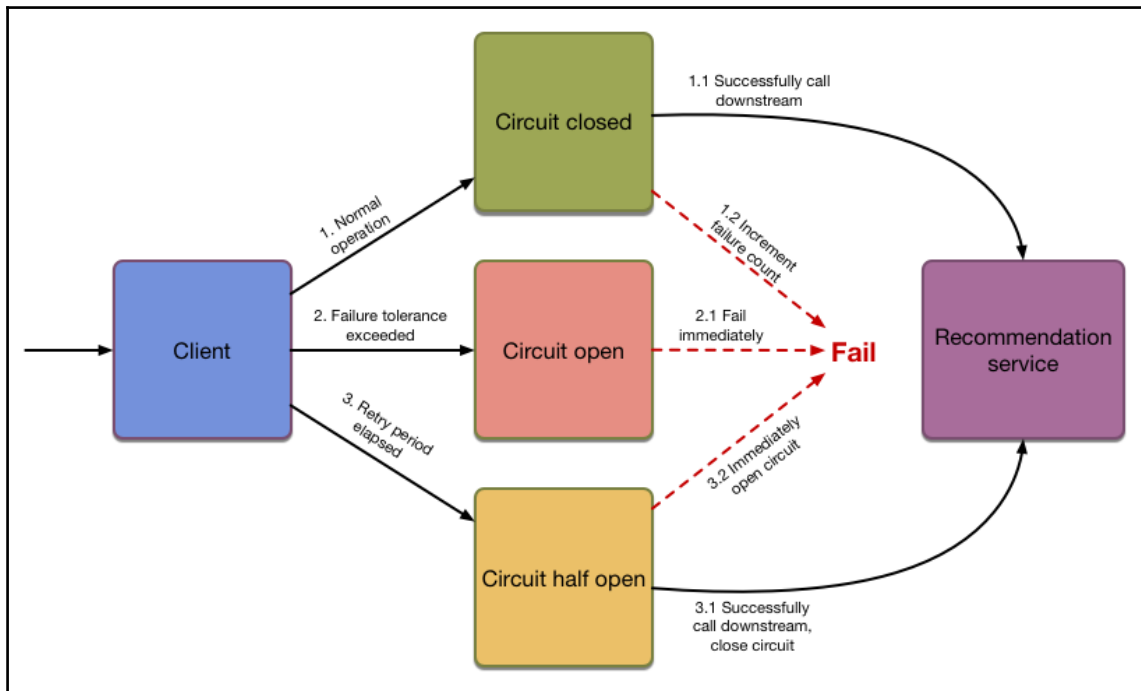 Circuit closed
1.1 Successfully call
downstream
1. Normal
operation
1.2 Increment
failure count
Client
2. Failure tolerance
exceeded
Circuit open
2.1 Fail
immediately
Fail
Recommendation
service
3. Retry period
elapsed
3.2 Immediately
open circuit
Circuit half open
3.1 Successfully
call downstream,
close circuit